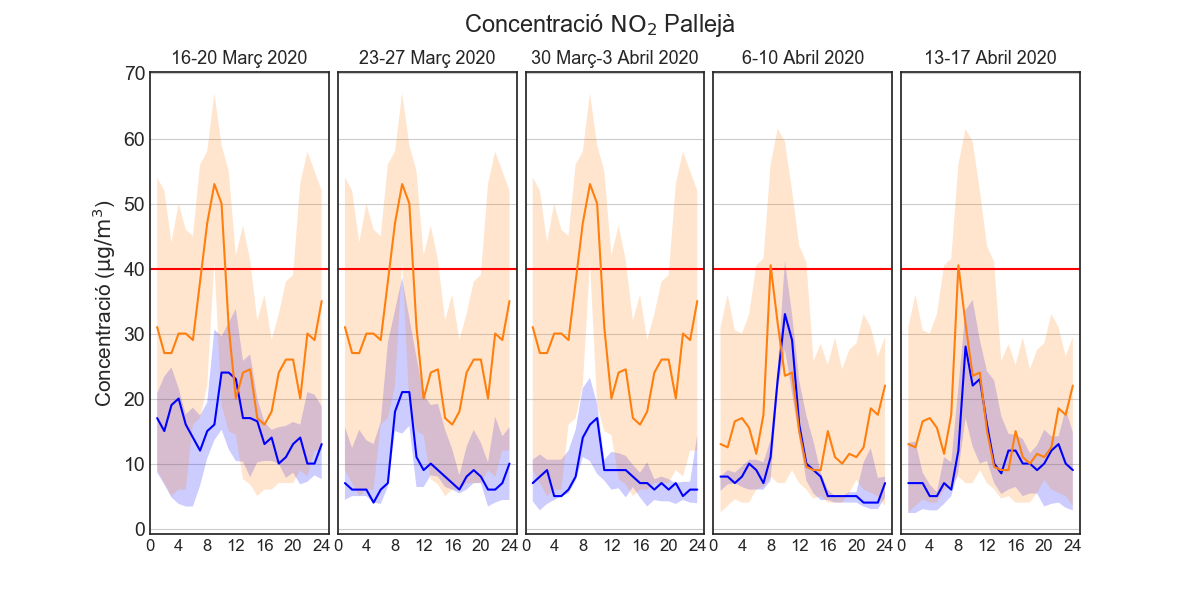 Concentració NO₂ Pallejà
16-20 Març 2020
23-27 Març 2020
30 Març-3 Abril 2020
6-10 Abril 2020
13-17 Abril 2020
Concentració (µg/m³)
70
60
50
40
30
20
10
0
0 4 8 12 16 20 24
0 4 8 12 16 20 24
0 4 8 12 16 20 24
0 4 8 12 16 20 24
0 4 8 12 16 20 24